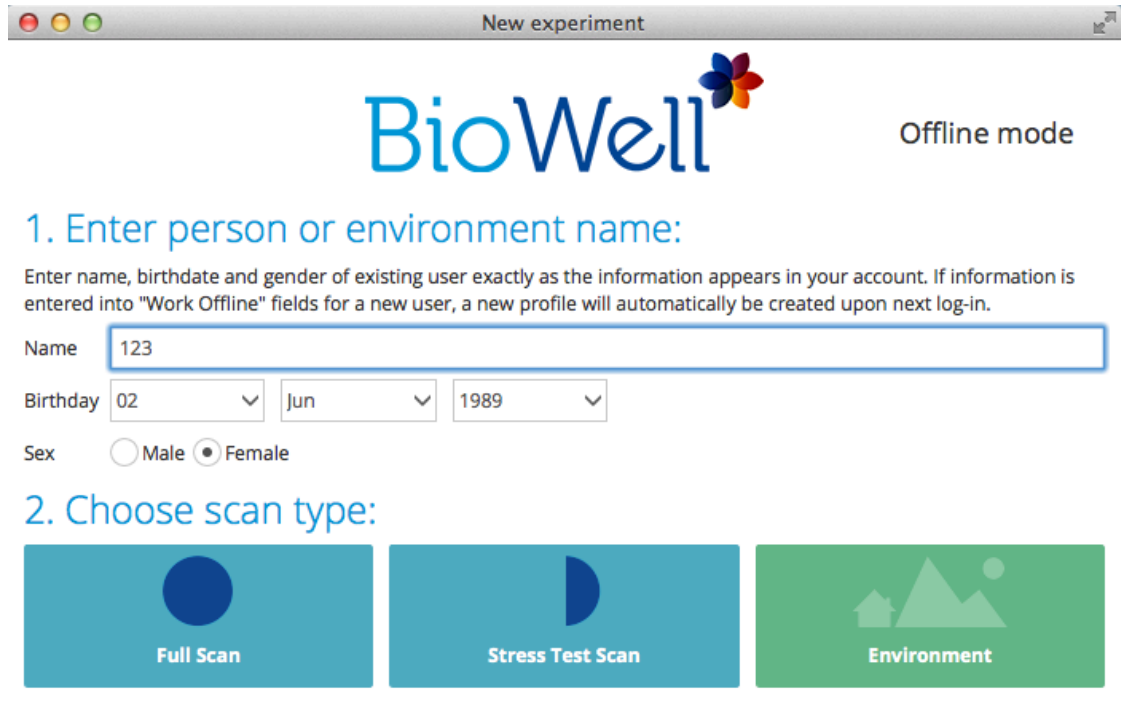 New experiment
BioWell
Offline mode
1. Enter person or environment name:
Enter name, birthdate and gender of existing user exactly as the information appears in your account. If information is
entered into "Work Offline" fields for a new user, a new profile will automatically be created upon next log-in.
Name 123
Birthday 02 Jun 1989
Sex Male Female
2. Choose scan type:
Full Scan Stress Test Scan Environment